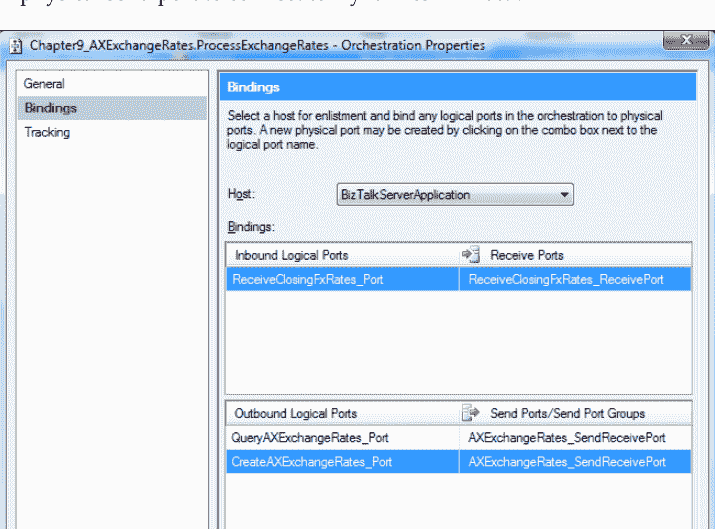 Chapter9_AXExchangeRates.ProcessExchangeRates - Orchestration Properties
General
Bindings
Tracking
Bindings
Select a host for enlistment and bind any logical ports in the orchestration to physical
ports. A new physical port may be created by clicking on the combo box next to the
logical port name.
Host: BizTalkServerApplication
Bindings:
Inbound Logical Ports Receive Ports
ReceiveClosingFxRates_Port ReceiveClosingFxRates_ReceivePort
Outbound Logical Ports Send Ports/Send Port Groups
QueryAXExchangeRates_Port AXExchangeRates_SendReceivePort
CreateAXExchangeRates_Port AXExchangeRates_SendReceivePort